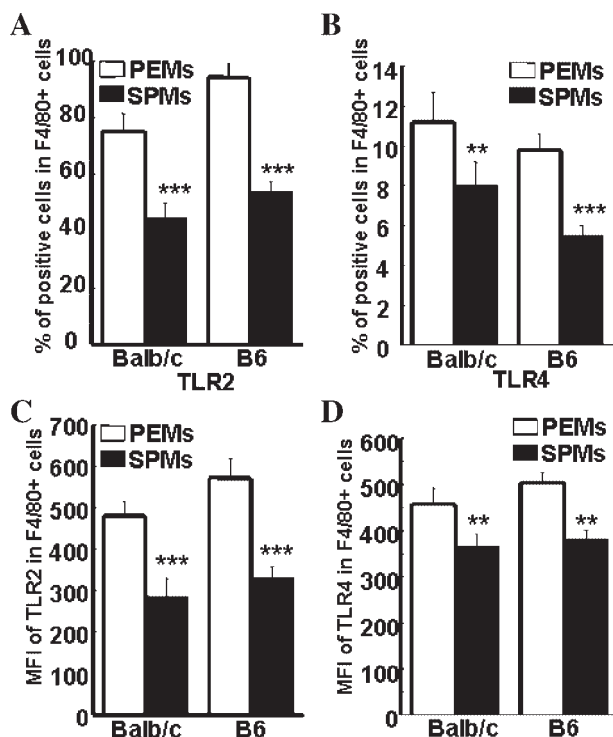 A
% of positive cells in F4/80+ cells
100
80
60
40
20
0
PEMs
SPMs
***
***
Balb/c
B6
TLR2
B
% of positive cells in F4/80+ cells
14
12
10
8
6
4
2
0
PEMs
SPMs
**
***
Balb/c
B6
TLR4
C
MFI of TLR2 in F4/80+ cells
700
600
500
400
300
200
100
0
PEMs
SPMs
***
***
Balb/c
B6
D
MFI of TLR4 in F4/80+ cells
600
500
400
300
200
100
0
PEMs
SPMs
**
**
Balb/c
B6